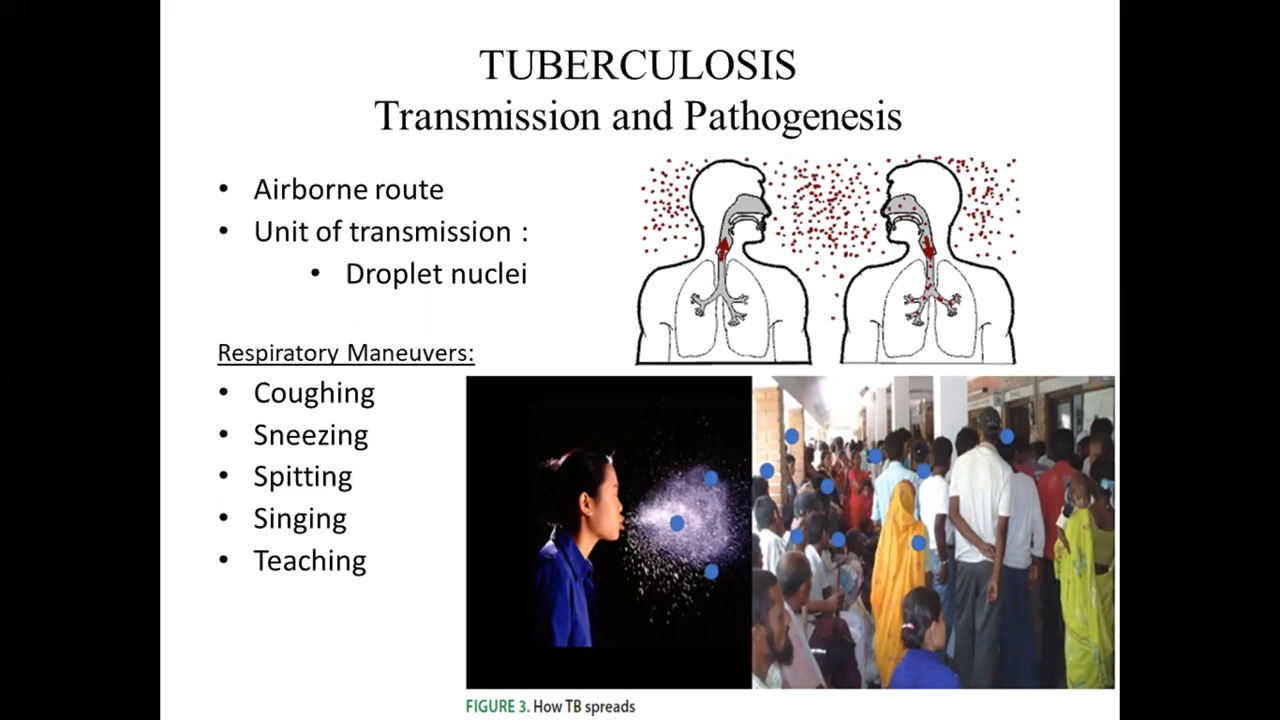 TUBERCULOSIS
Transmission and Pathogenesis
• Airborne route
• Unit of transmission :
• Droplet nuclei
Respiratory Maneuvers:
• Coughing
• Sneezing
• Spitting
• Singing
• Teaching
FIGURE 3. How TB spreads